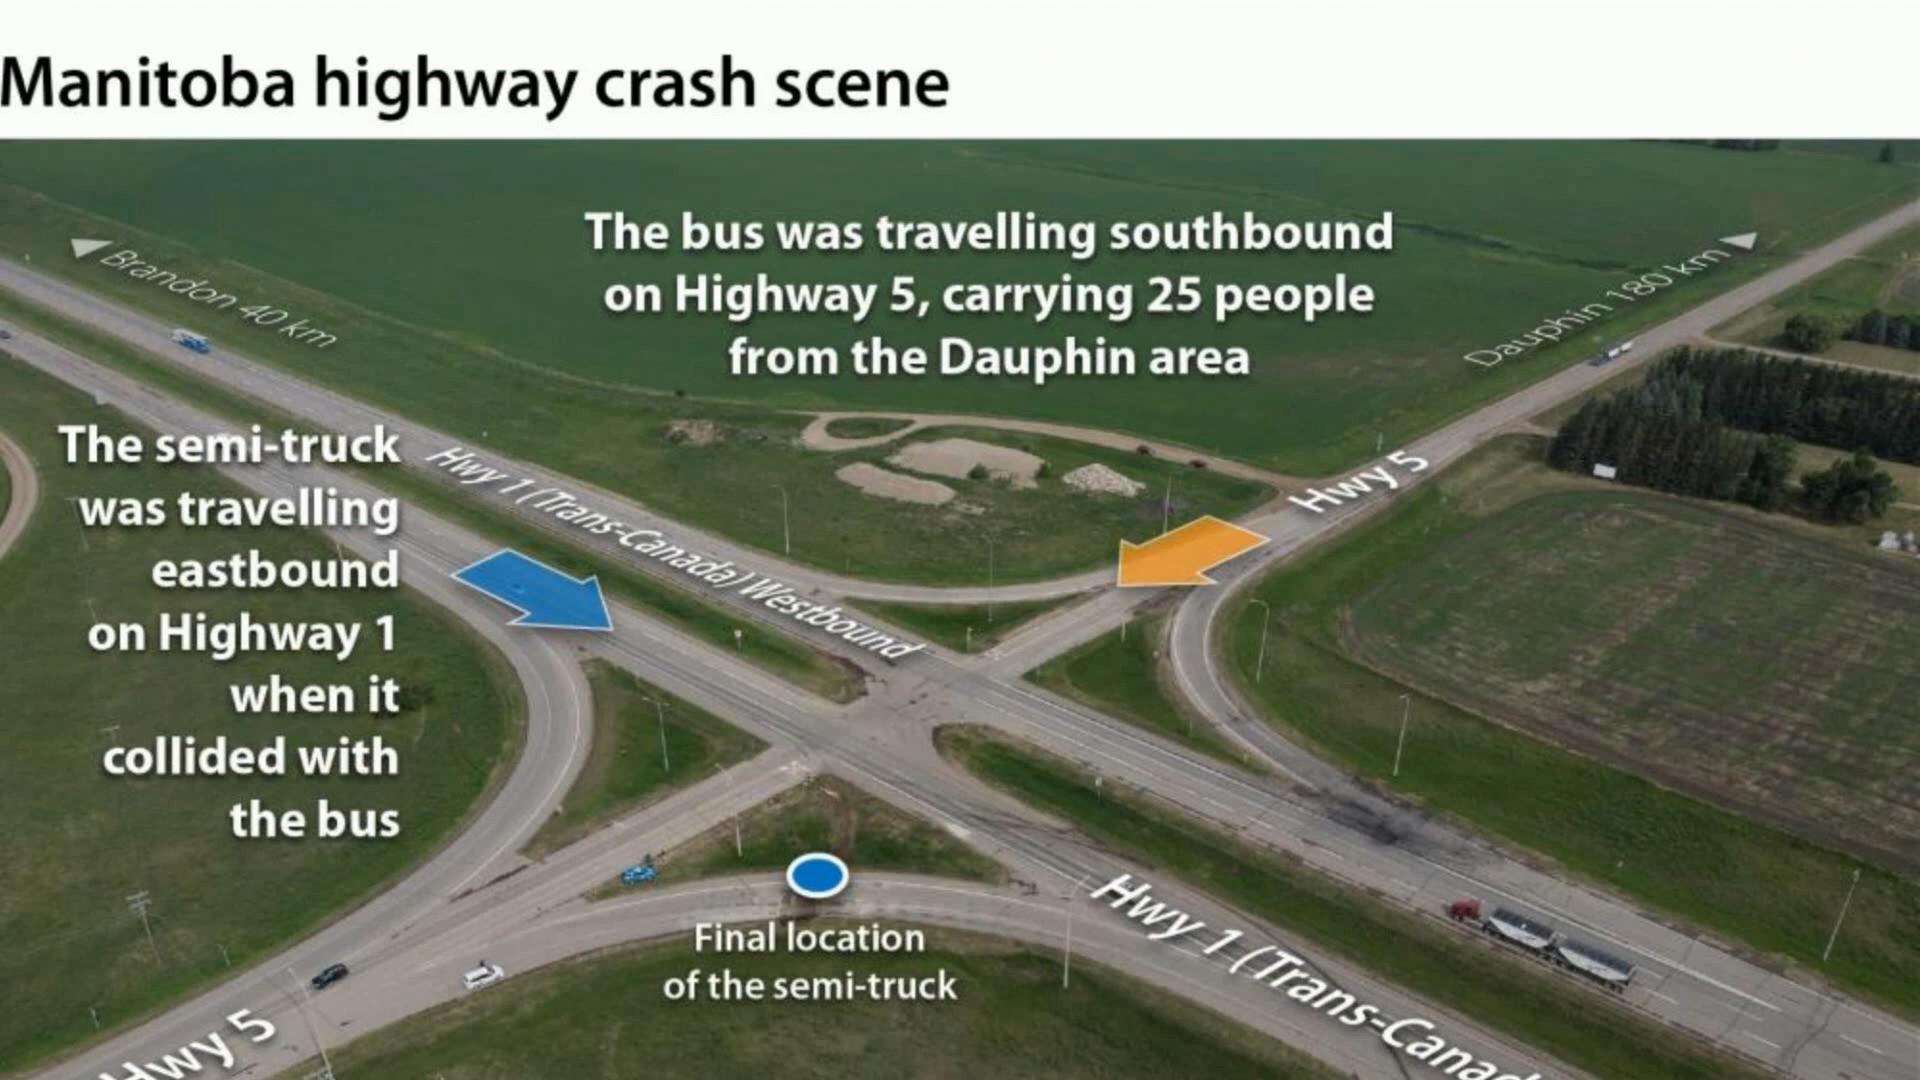 Manitoba highway crash scene
The bus was travelling southbound
on Highway 5, carrying 25 people
from the Dauphin area
Brandon 40 km
Dauphin 180 km
The semi-truck
was travelling
eastbound
on Highway 1
when it
collided with
the bus
Hwy 1 (Trans-Canada) Westbound
Hwy 5
Final location
of the semi-truck
Hwy 1 (Trans-Canad
Hwy 5